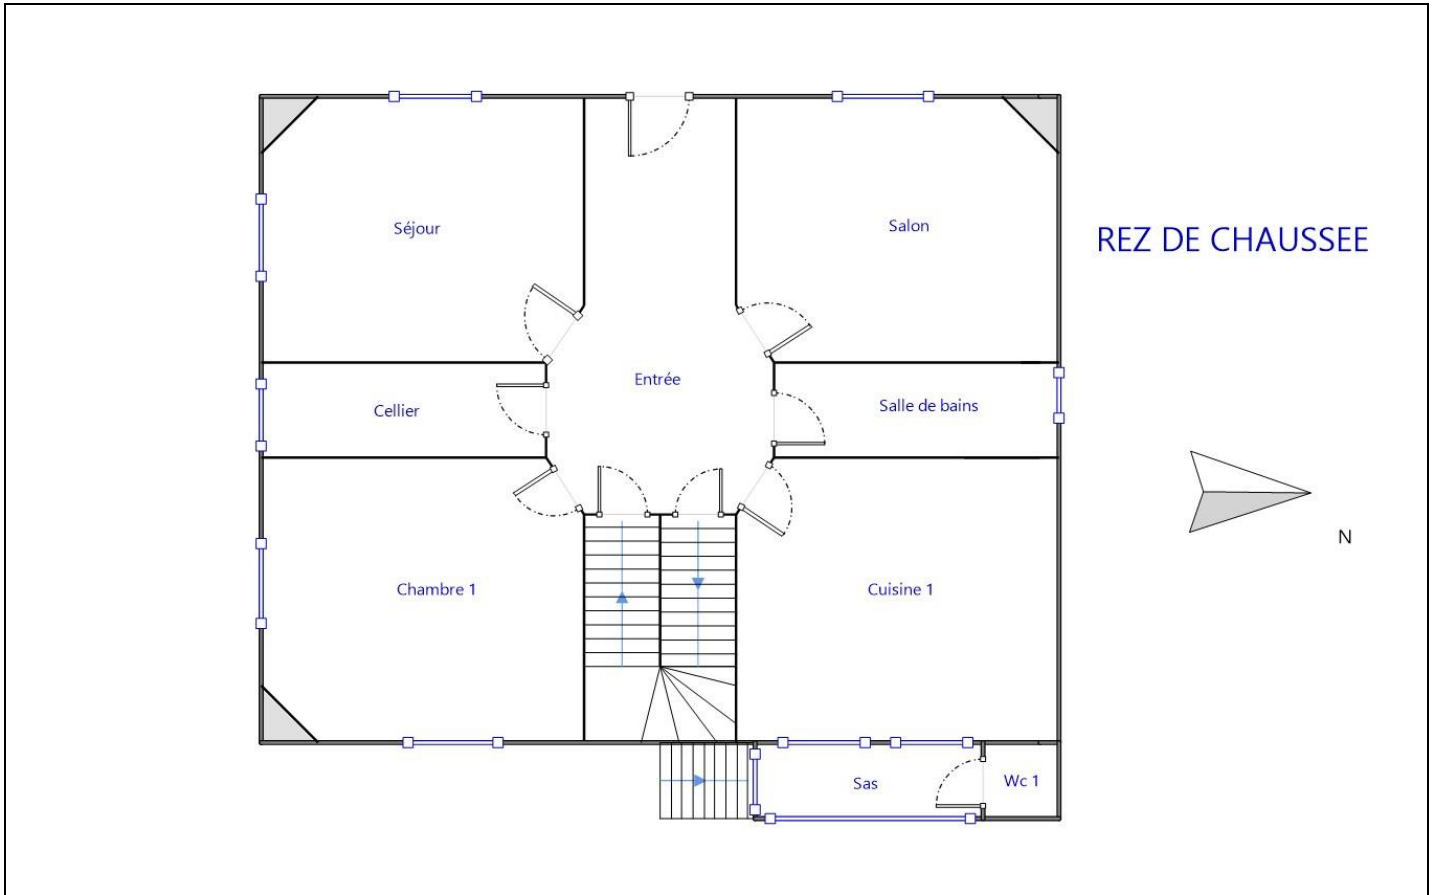 Séjour
Salon
REZ DE CHAUSSEE
Entrée
Cellier
Salle de bains
N
Chambre 1
Cuisine 1
Sas
Wc 1